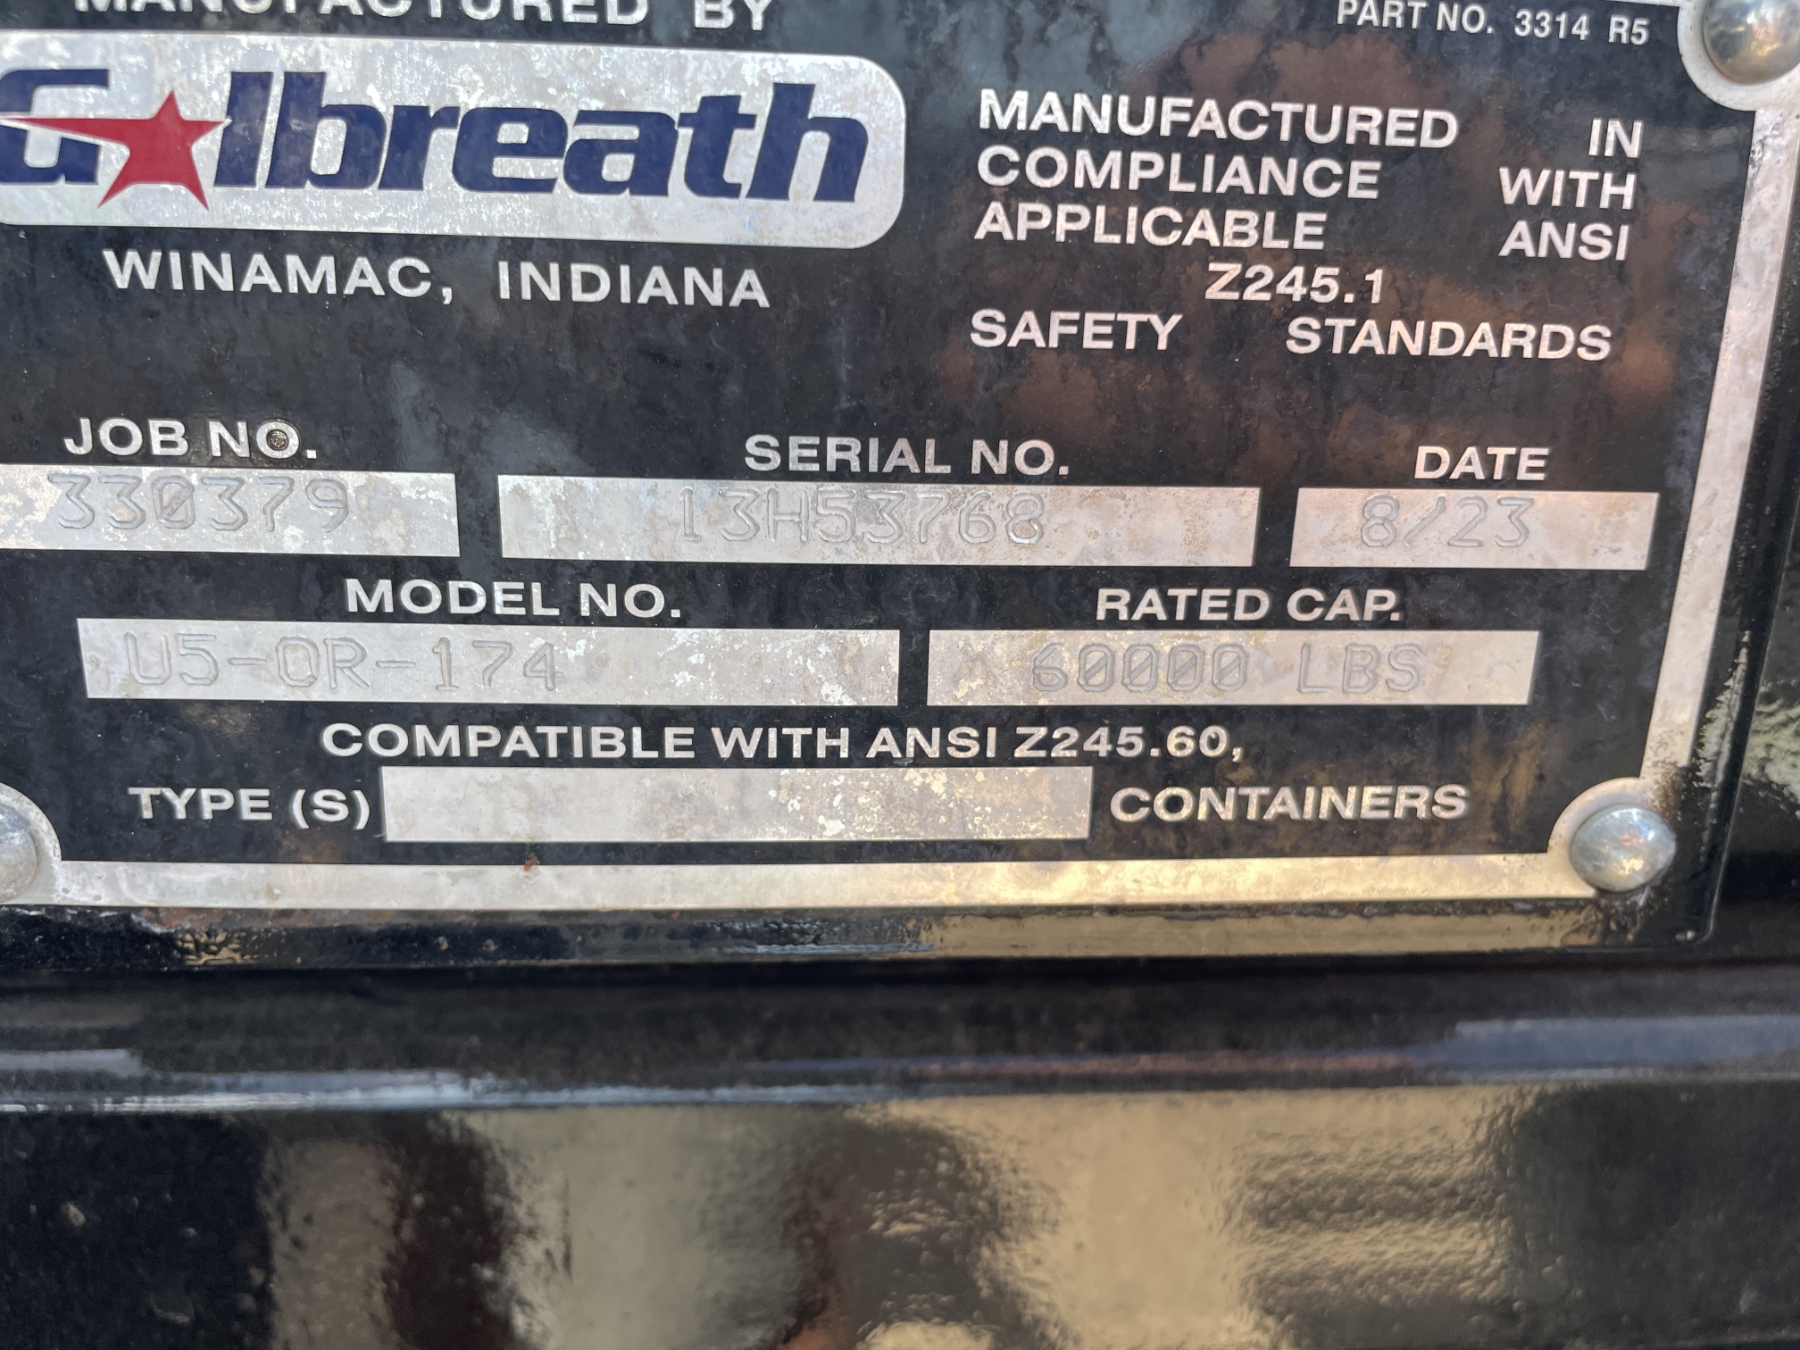 MANUFACTURED BY
PART NO. 3314 R5
Galbreath
WINAMAC, INDIANA
MANUFACTURED IN
COMPLIANCE WITH
APPLICABLE ANSI
Z245.1
SAFETY STANDARDS
JOB NO. SERIAL NO. DATE
330379 13H53768 8/23
MODEL NO. RATED CAP.
U5-OR-174 60000 LBS
COMPATIBLE WITH ANSI Z245.60,
TYPE (S) CONTAINERS